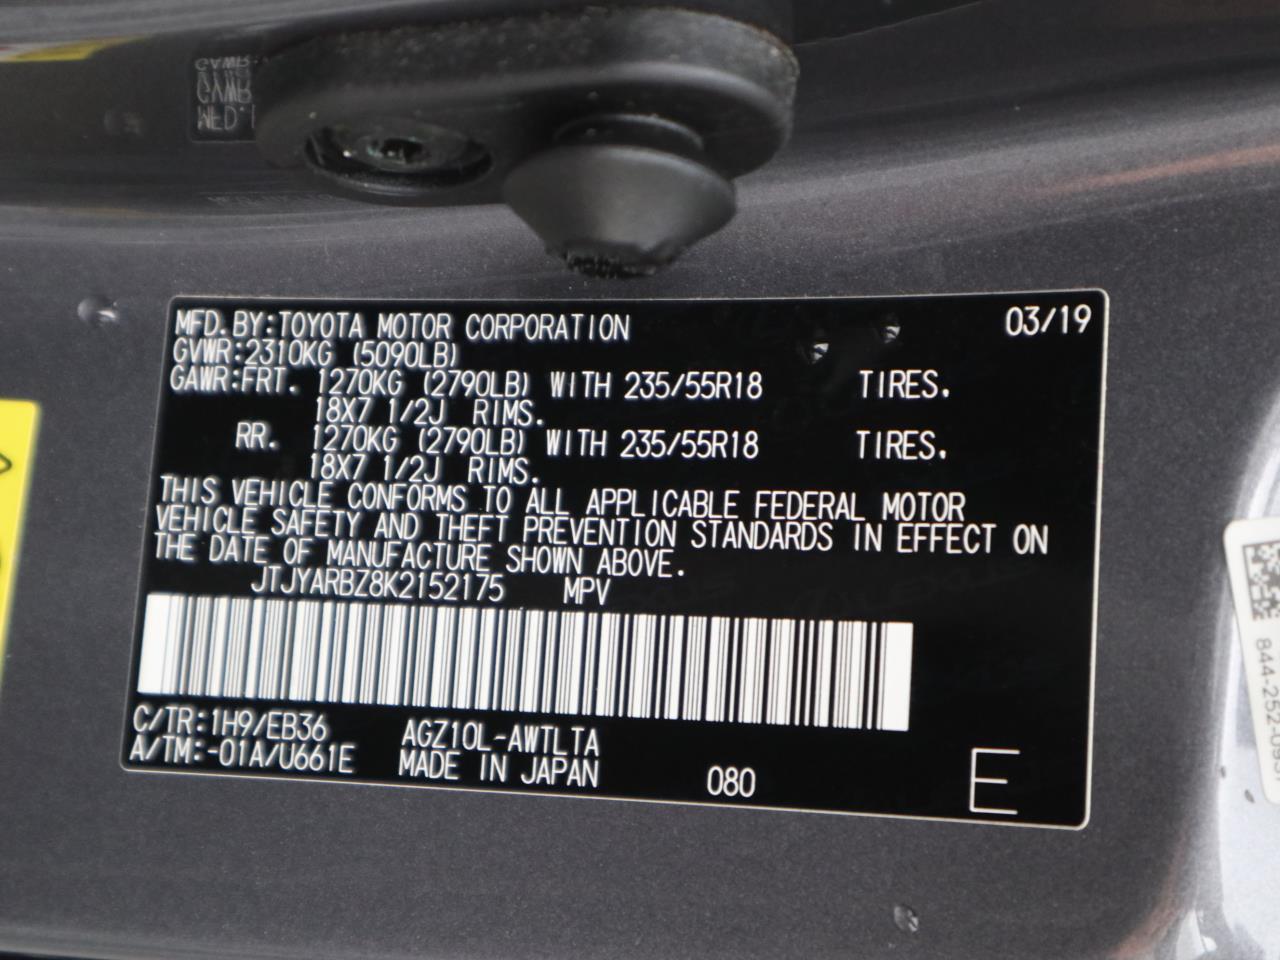 MFD.BY:TOYOTA MOTOR CORPORATION 03/19
GVWR:2310KG (5090LB)
GAWR:FRT. 1270KG (2790LB) WITH 235/55R18 TIRES.
18X7 1/2J RIMS.
RR. 1270KG (2790LB) WITH 235/55R18 TIRES.
18X7 1/2J RIMS.
THIS VEHICLE CONFORMS TO ALL APPLICABLE FEDERAL MOTOR
VEHICLE SAFETY AND THEFT PREVENTION STANDARDS IN EFFECT ON
THE DATE OF MANUFACTURE SHOWN ABOVE.
JTJYARBZ8K2152175 MPV
C/TR:1H9/EB36 AGZ10L-AWTLTA
A/TM:-01A/U661E MADE IN JAPAN 080 E